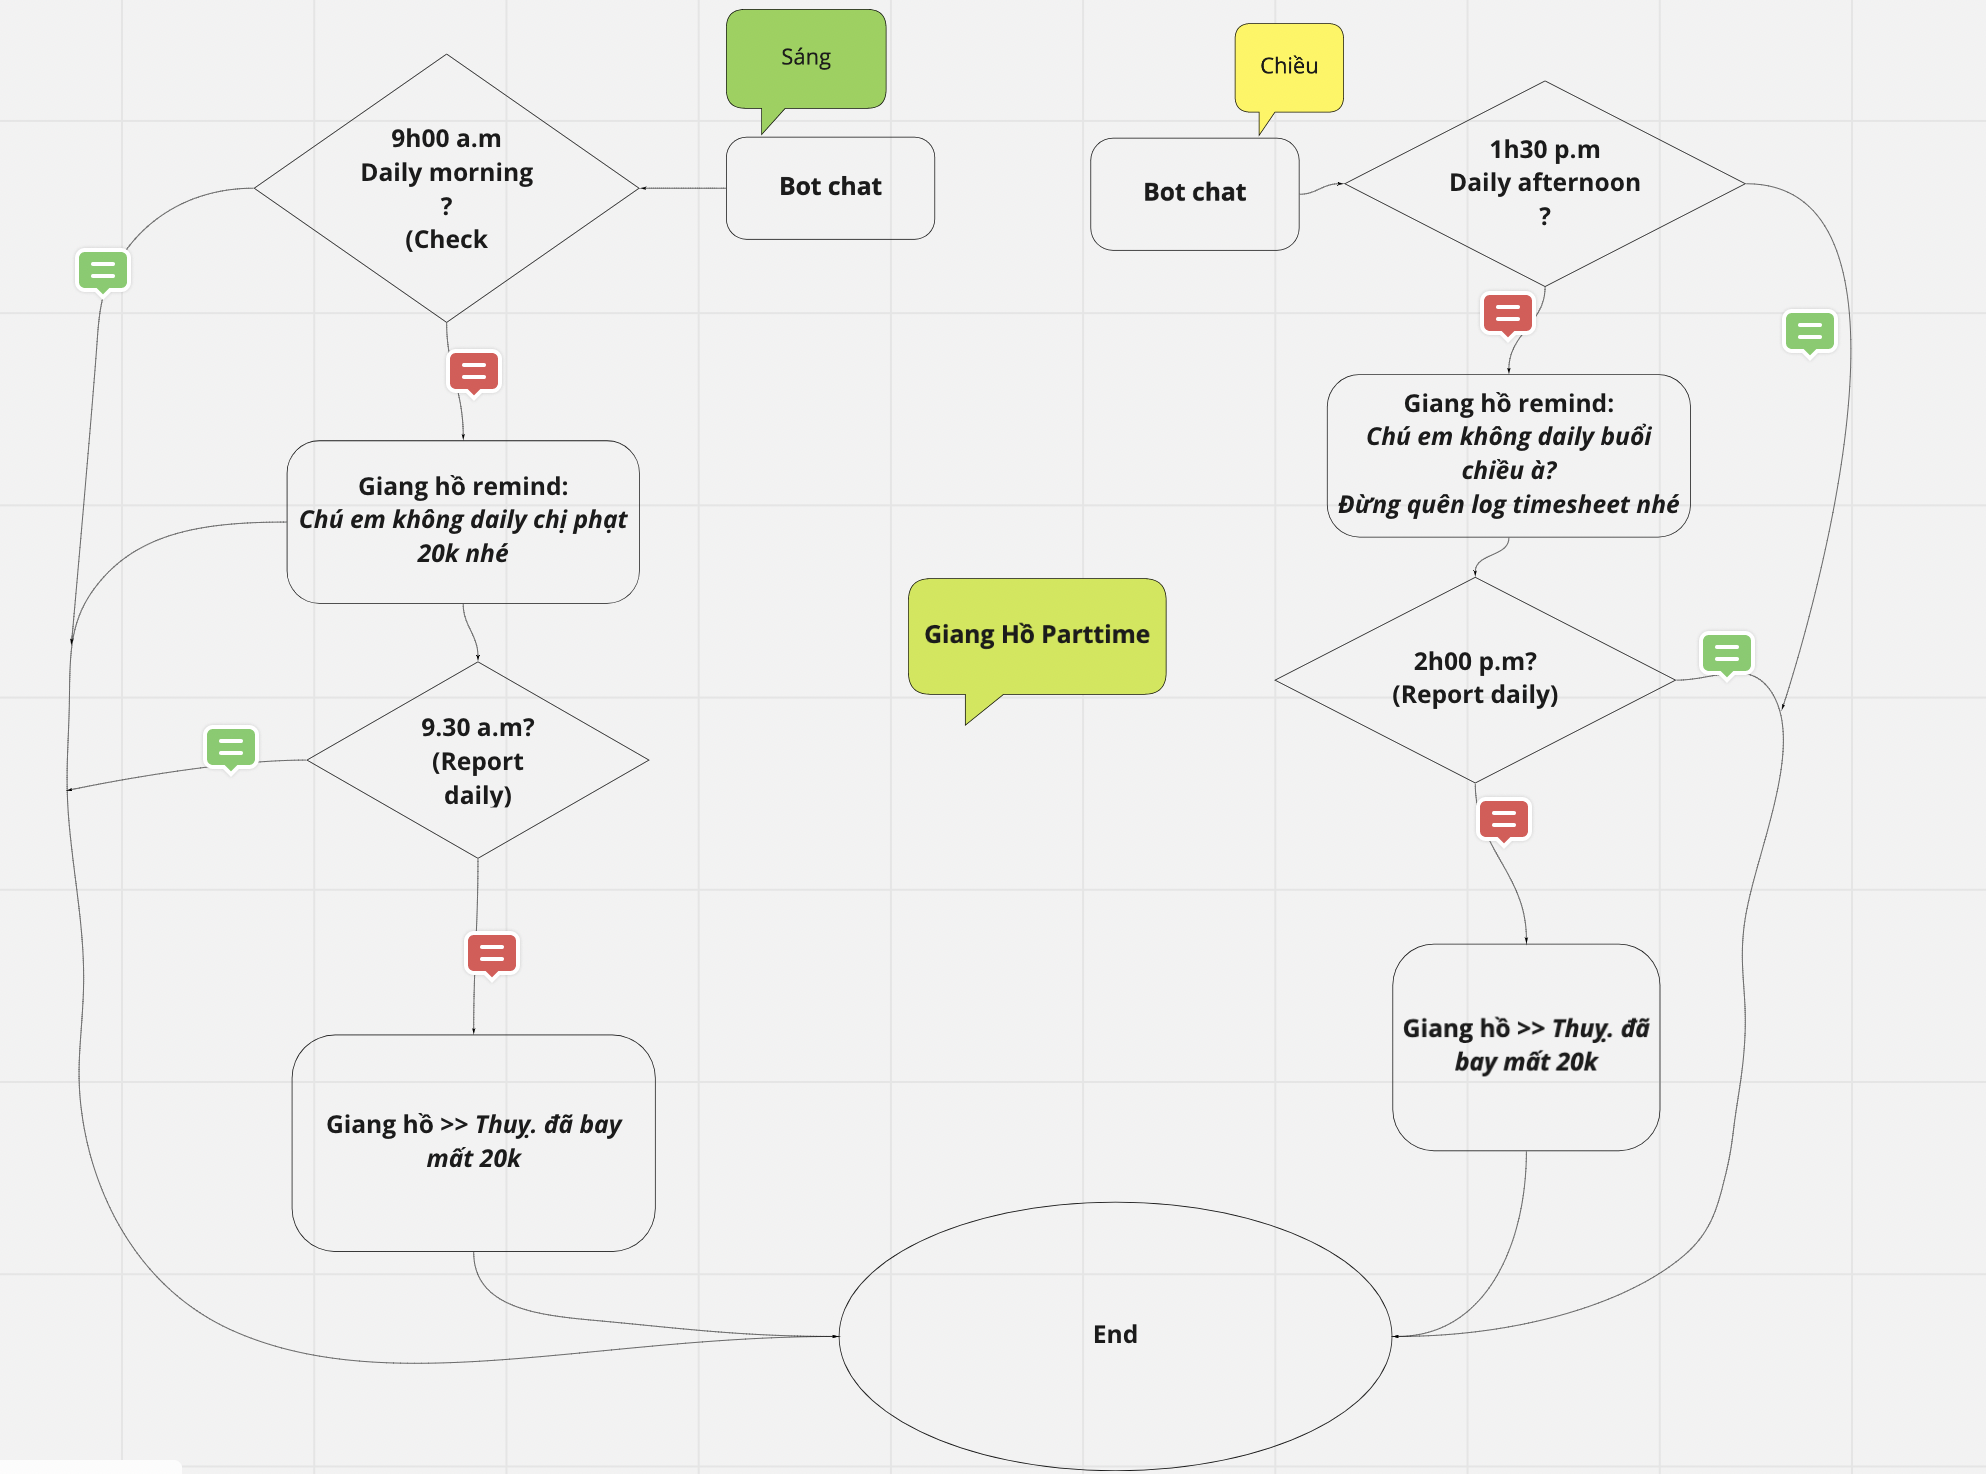 Sáng
9h00 a.m
Daily morning
?
(Check
Bot chat
Giang hồ remind:
Chú em không daily chị phạt
20k nhé
9.30 a.m?
(Report
daily)
Giang hồ >> Thuỵ. đã bay
mất 20k
Giang Hồ Parttime
Chiều
Bot chat
1h30 p.m
Daily afternoon
?
Giang hồ remind:
Chú em không daily buổi
chiều à?
Đừng quên log timesheet nhé
2h00 p.m?
(Report daily)
Giang hồ >> Thuỵ. đã
bay mất 20k
End